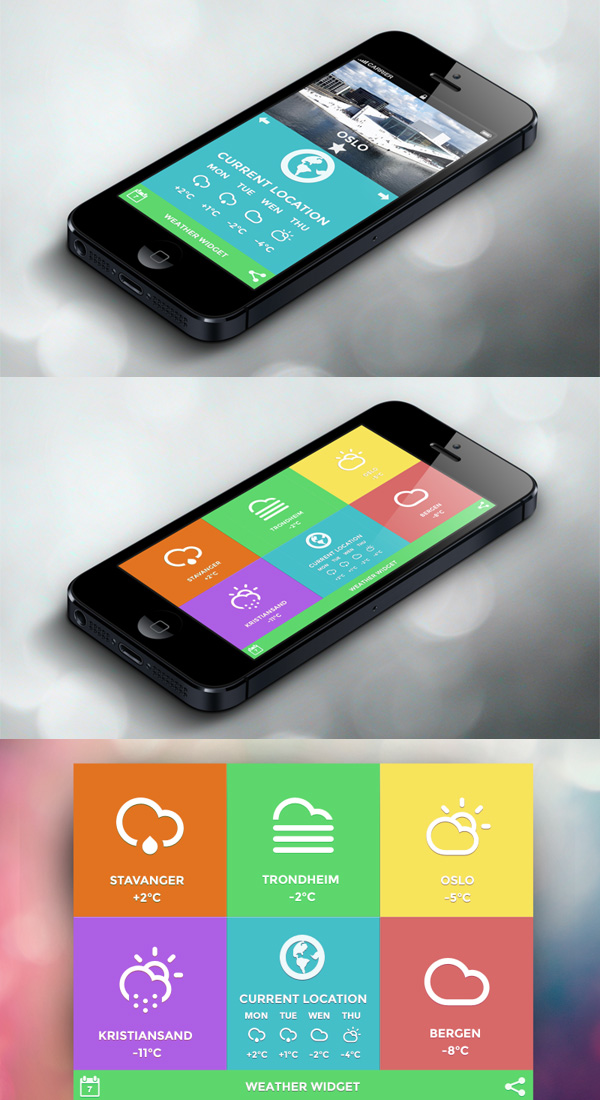 CARRIER
OSLO
CURRENT LOCATION
MON TUE WEN THU
+2°C +1°C -2°C -4°C
7
WEATHER WIDGET
OSLO
-5°C
TRONDHEIM
-2°C
BERGEN
-8°C
STAVANGER
+2°C
CURRENT LOCATION
MON TUE WEN THU
+2°C +1°C -2°C -4°C
KRISTIANSAND
-11°C
WEATHER WIDGET
7
STAVANGER
+2°C
TRONDHEIM
-2°C
OSLO
-5°C
KRISTIANSAND
-11°C
CURRENT LOCATION
MON TUE WEN THU
+2°C +1°C -2°C -4°C
BERGEN
-8°C
7
WEATHER WIDGET